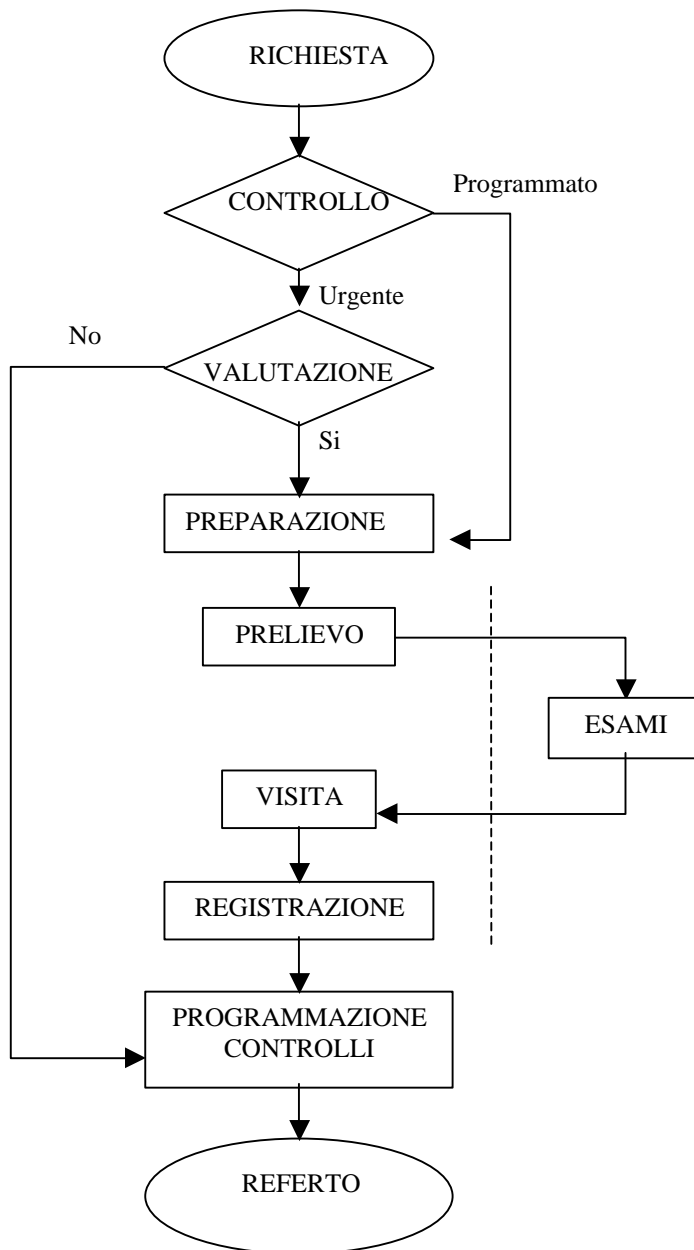 RICHIESTA
CONTROLLO
Programmato
Urgente
No
VALUTAZIONE
Si
PREPARAZIONE
PRELIEVO
ESAMI
VISITA
REGISTRAZIONE
PROGRAMMAZIONE
CONTROLLI
REFERTO